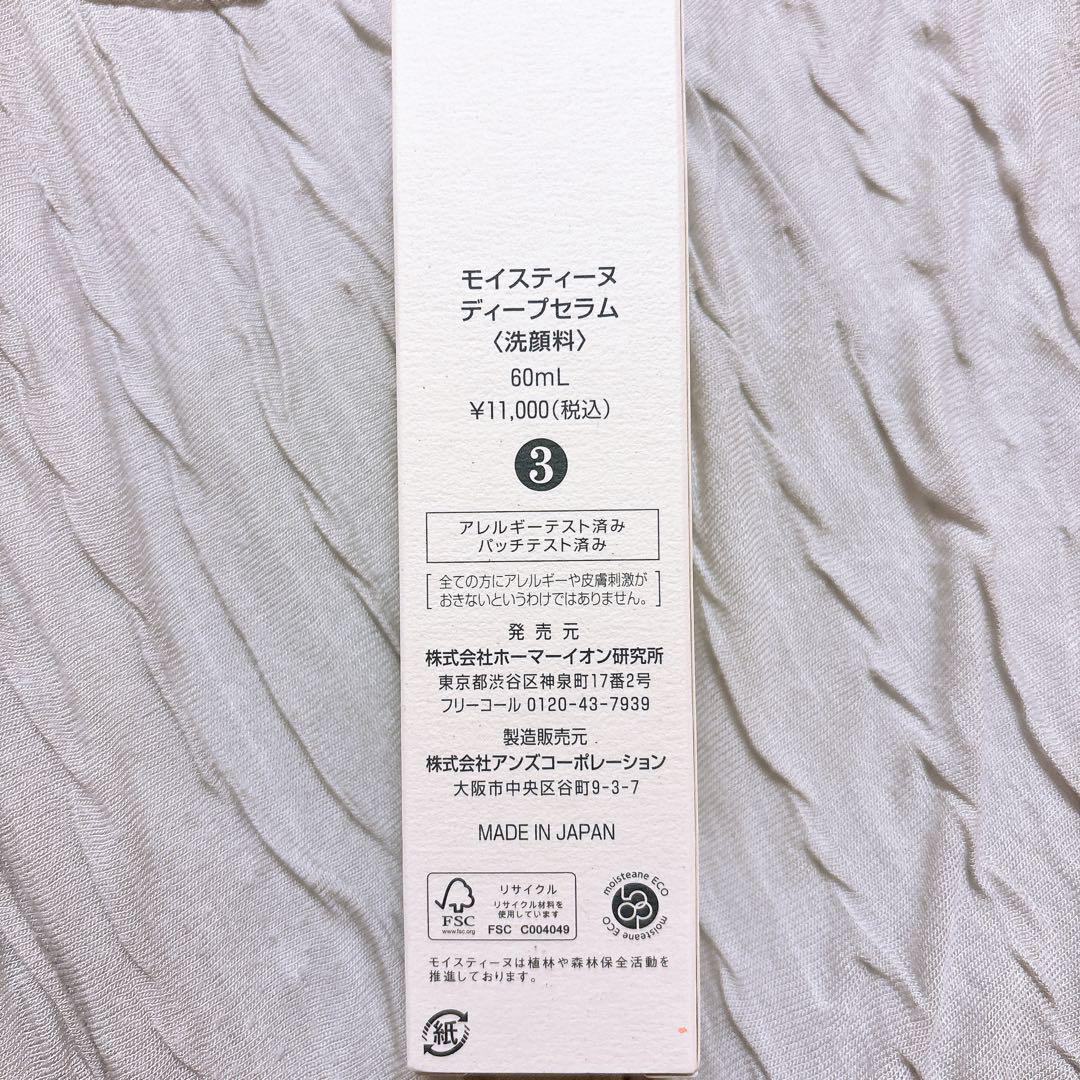 モイスティーヌ
ディープセラム
〈洗顔料〉
60mL
¥11,000(税込)
3
アレルギーテスト済み
パッチテスト済み
全ての方にアレルギーや皮膚刺激が
おきないというわけではありません。
発売元
株式会社ホーマーイオン研究所
東京都渋谷区神泉町17番2号
フリーコール 0120-43-7939
製造販売元
株式会社アンズコーポレーション
大阪市中央区谷町9-3-7
MADE IN JAPAN
FSC
www.fsc.org
リサイクル
リサイクル材料を
使用しています
FSC C004049
moisteane ECO
moisteane ECO
モイスティーヌは植林や森林保全活動を
推進しております。
紙